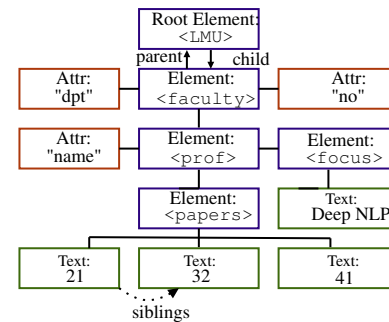 Root Element:
<LMU>
parent
child
Attr:
"dpt"
Element:
<faculty>
Attr:
"no"
Attr:
"name"
Element:
<prof>
Element:
<focus>
Element:
<papers>
Text:
Deep NLP
Text:
21
Text:
32
Text:
41
siblings